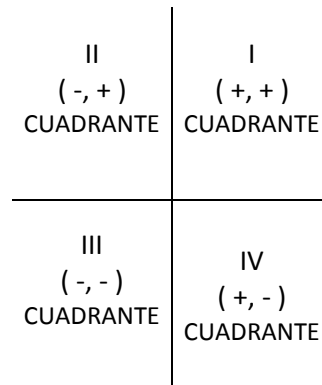 II
( -, + )
CUADRANTE
I
( +, + )
CUADRANTE
III
( -, - )
CUADRANTE
IV
( +, - )
CUADRANTE